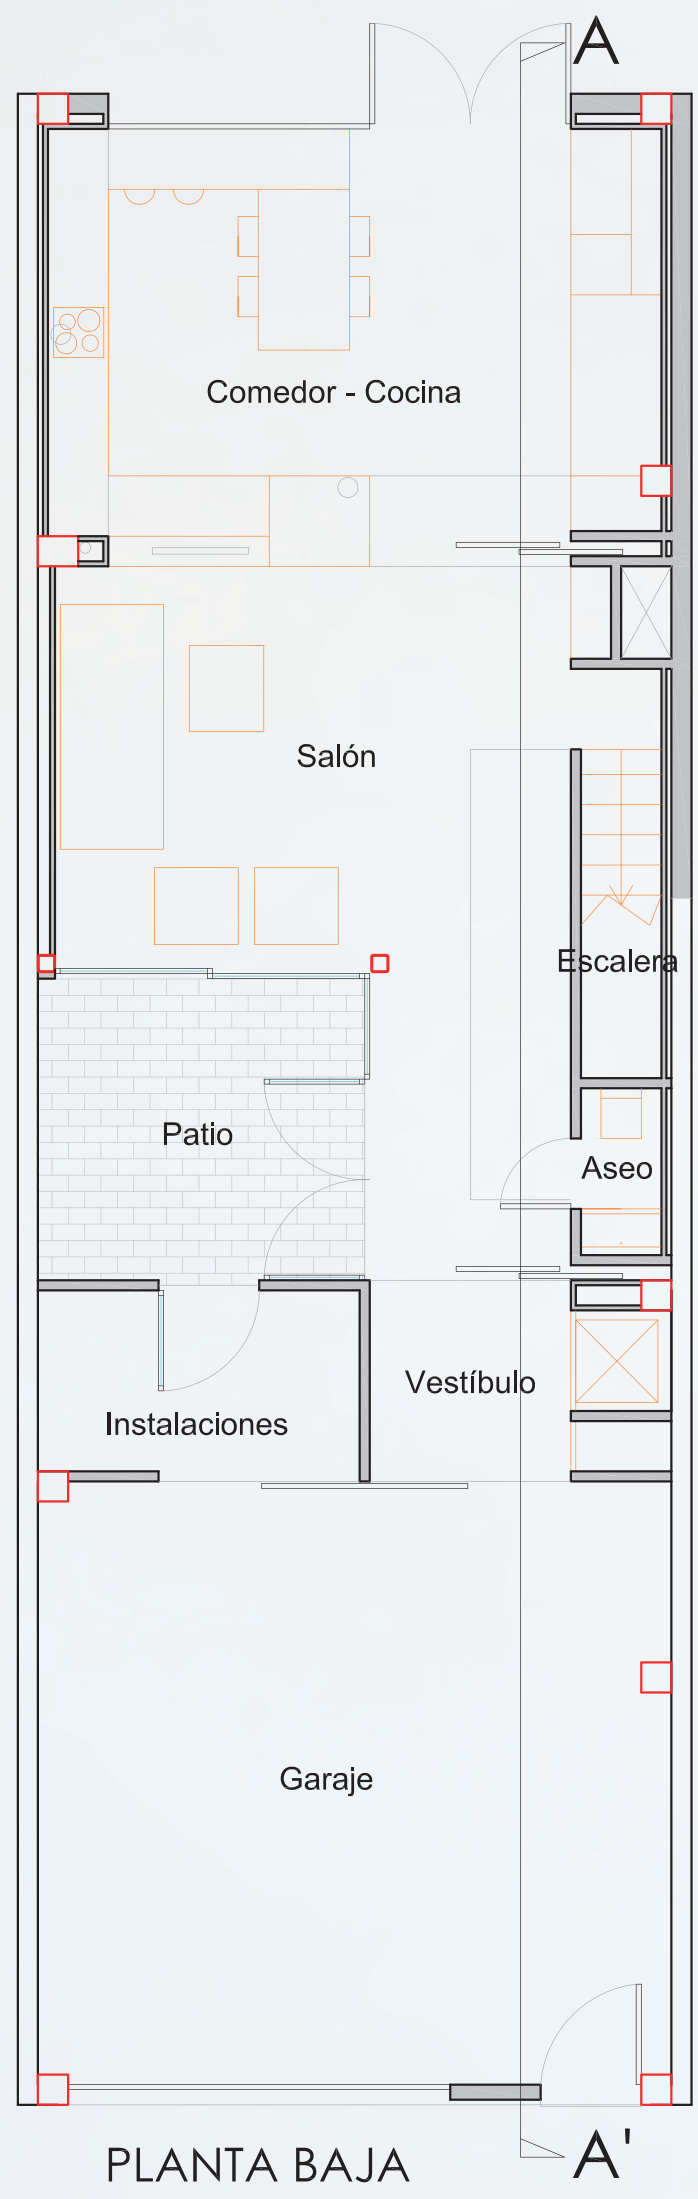 A
Comedor - Cocina
Salón
Escalera
Patio
Aseo
Vestíbulo
Instalaciones
Garaje
A'
PLANTA BAJA